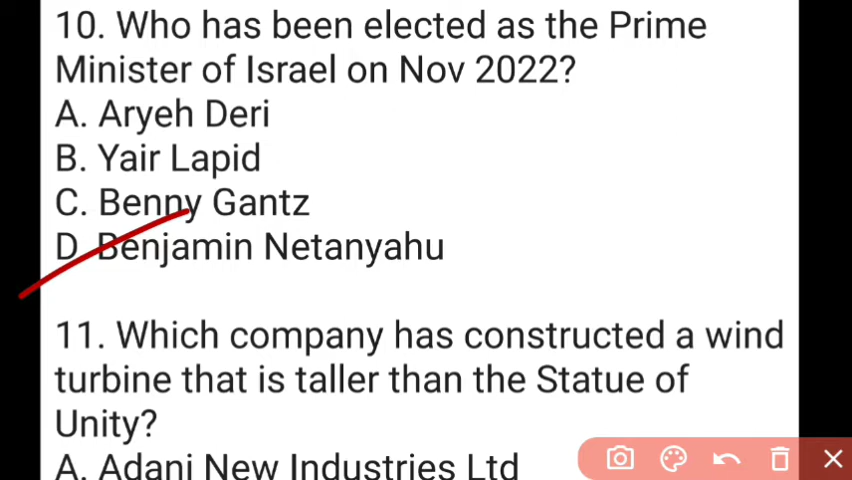 10. Who has been elected as the Prime
Minister of Israel on Nov 2022?
A. Aryeh Deri
B. Yair Lapid
C. Benny Gantz
D. Benjamin Netanyahu
11. Which company has constructed a wind
turbine that is taller than the Statue of
Unity?
A. Adani New Industries Ltd